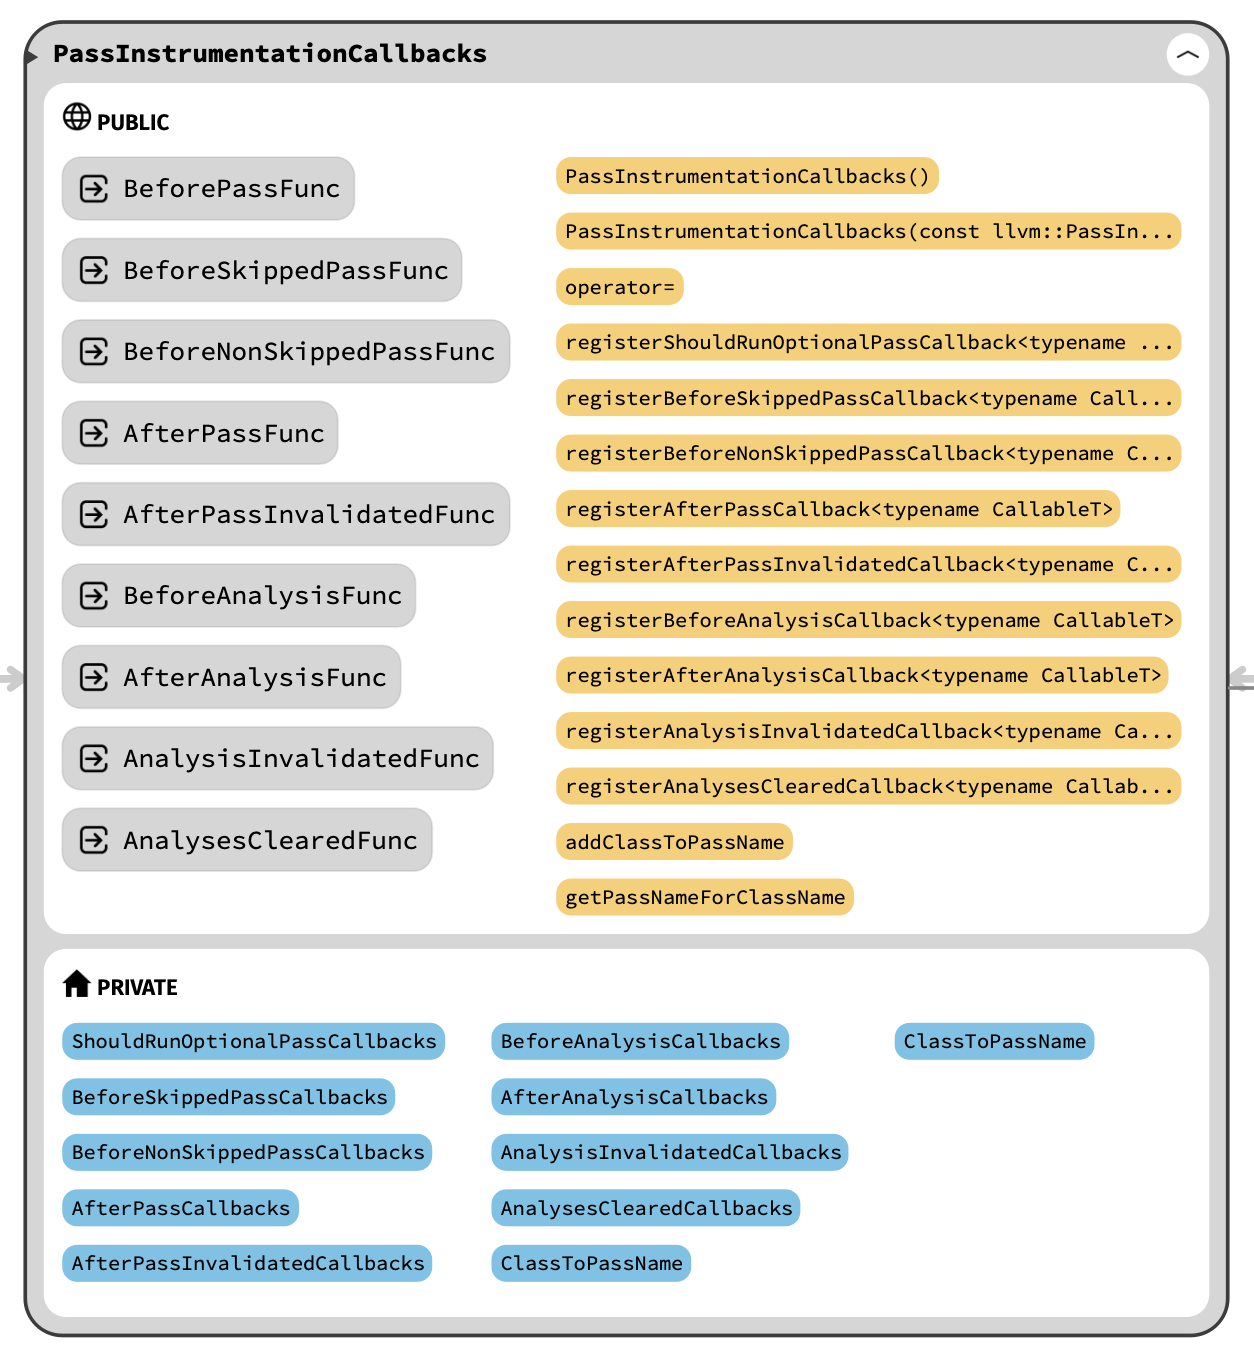 PassInstrumentationCallbacks
PUBLIC
BeforePassFunc
BeforeSkippedPassFunc
BeforeNonSkippedPassFunc
AfterPassFunc
AfterPassInvalidatedFunc
BeforeAnalysisFunc
AfterAnalysisFunc
AnalysisInvalidatedFunc
AnalysesClearedFunc
PassInstrumentationCallbacks()
PassInstrumentationCallbacks(const llvm::PassIn...
operator=
registerShouldRunOptionalPassCallback<typename ...
registerBeforeSkippedPassCallback<typename Call...
registerBeforeNonSkippedPassCallback<typename C...
registerAfterPassCallback<typename CallableT>
registerAfterPassInvalidatedCallback<typename C...
registerBeforeAnalysisCallback<typename CallableT>
registerAfterAnalysisCallback<typename CallableT>
registerAnalysisInvalidatedCallback<typename Ca...
registerAnalysesClearedCallback<typename Callab...
addClassToPassName
getPassNameForClassName
PRIVATE
ShouldRunOptionalPassCallbacks
BeforeSkippedPassCallbacks
BeforeNonSkippedPassCallbacks
AfterPassCallbacks
AfterPassInvalidatedCallbacks
BeforeAnalysisCallbacks
AfterAnalysisCallbacks
AnalysisInvalidatedCallbacks
AnalysesClearedCallbacks
ClassToPassName
ClassToPassName